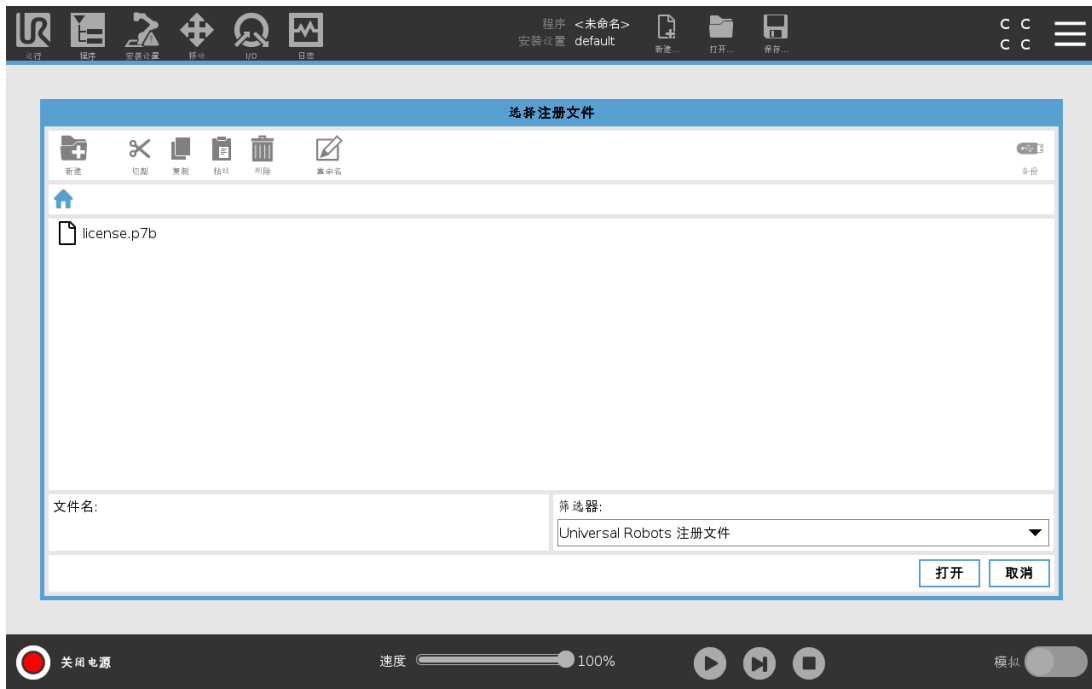 程序 <未命名>
安装设置 default
运行 程序 安装设置 移动 I/O 日志 新建... 打开... 保存...
C C
C C
选择注册文件
新建 切割 复制 粘贴 删除 重命名 备份
license.p7b
文件名:
筛选器:
Universal Robots 注册文件
打开 取消
关闭电源 速度 100% 模拟